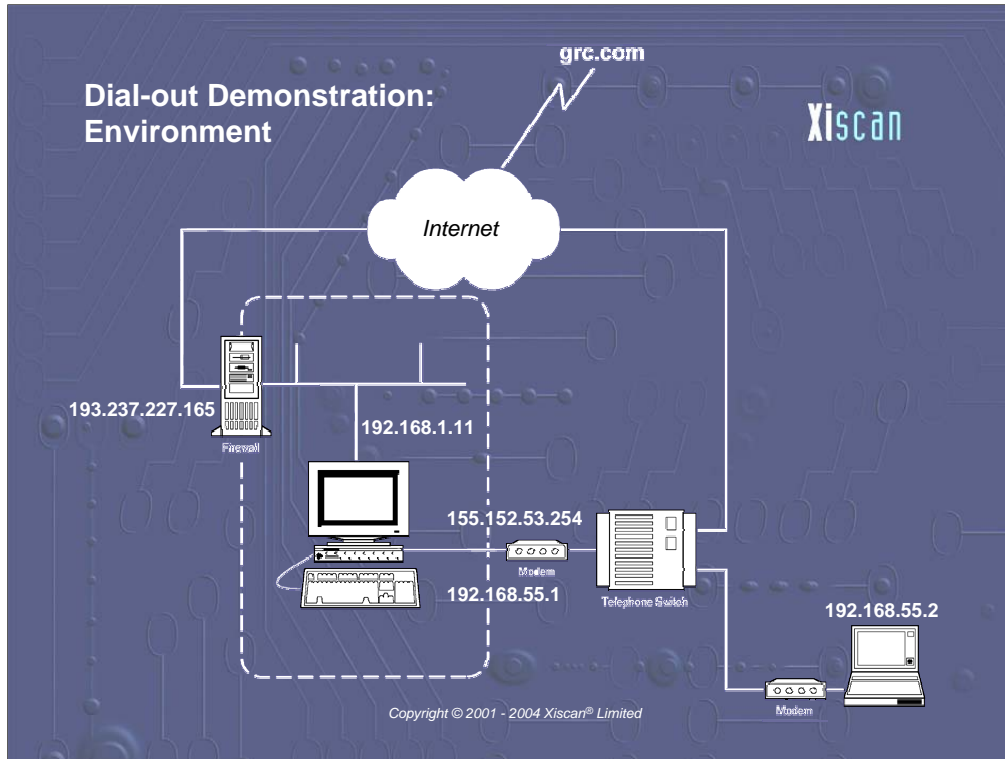 grc.com
Dial-out Demonstration:
Environment
Xiscan
Internet
193.237.227.165
Firewall
192.168.1.11
155.152.53.254
Modem
192.168.55.1
Telephone Switch
192.168.55.2
Modem
Copyright © 2001 - 2004 Xiscan® Limited